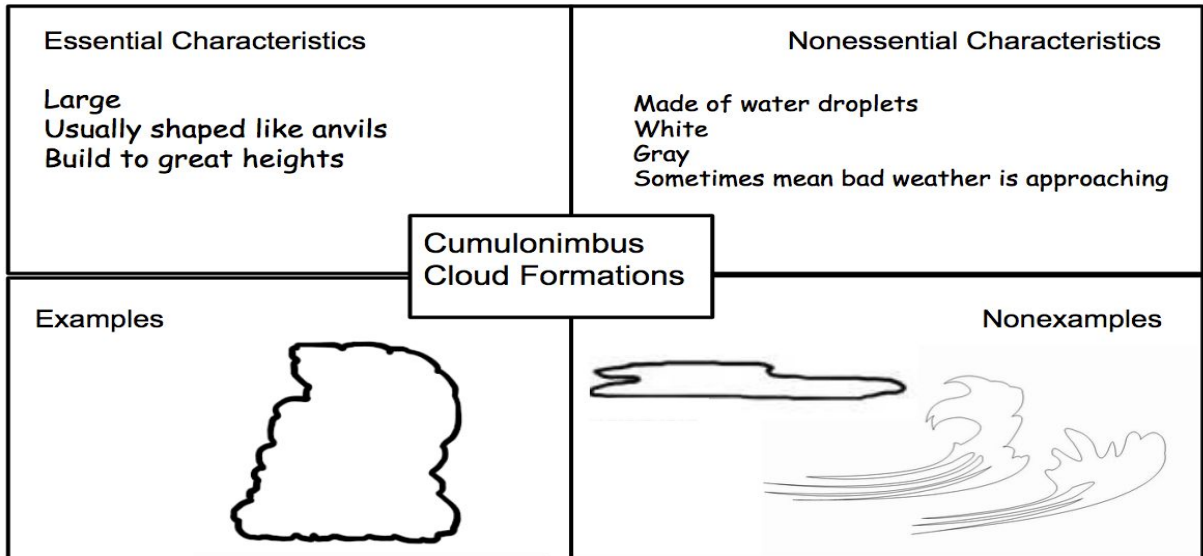 Essential Characteristics
Large
Usually shaped like anvils
Build to great heights
Nonessential Characteristics
Made of water droplets
White
Gray
Sometimes mean bad weather is approaching
Cumulonimbus
Cloud Formations
Examples
Nonexamples